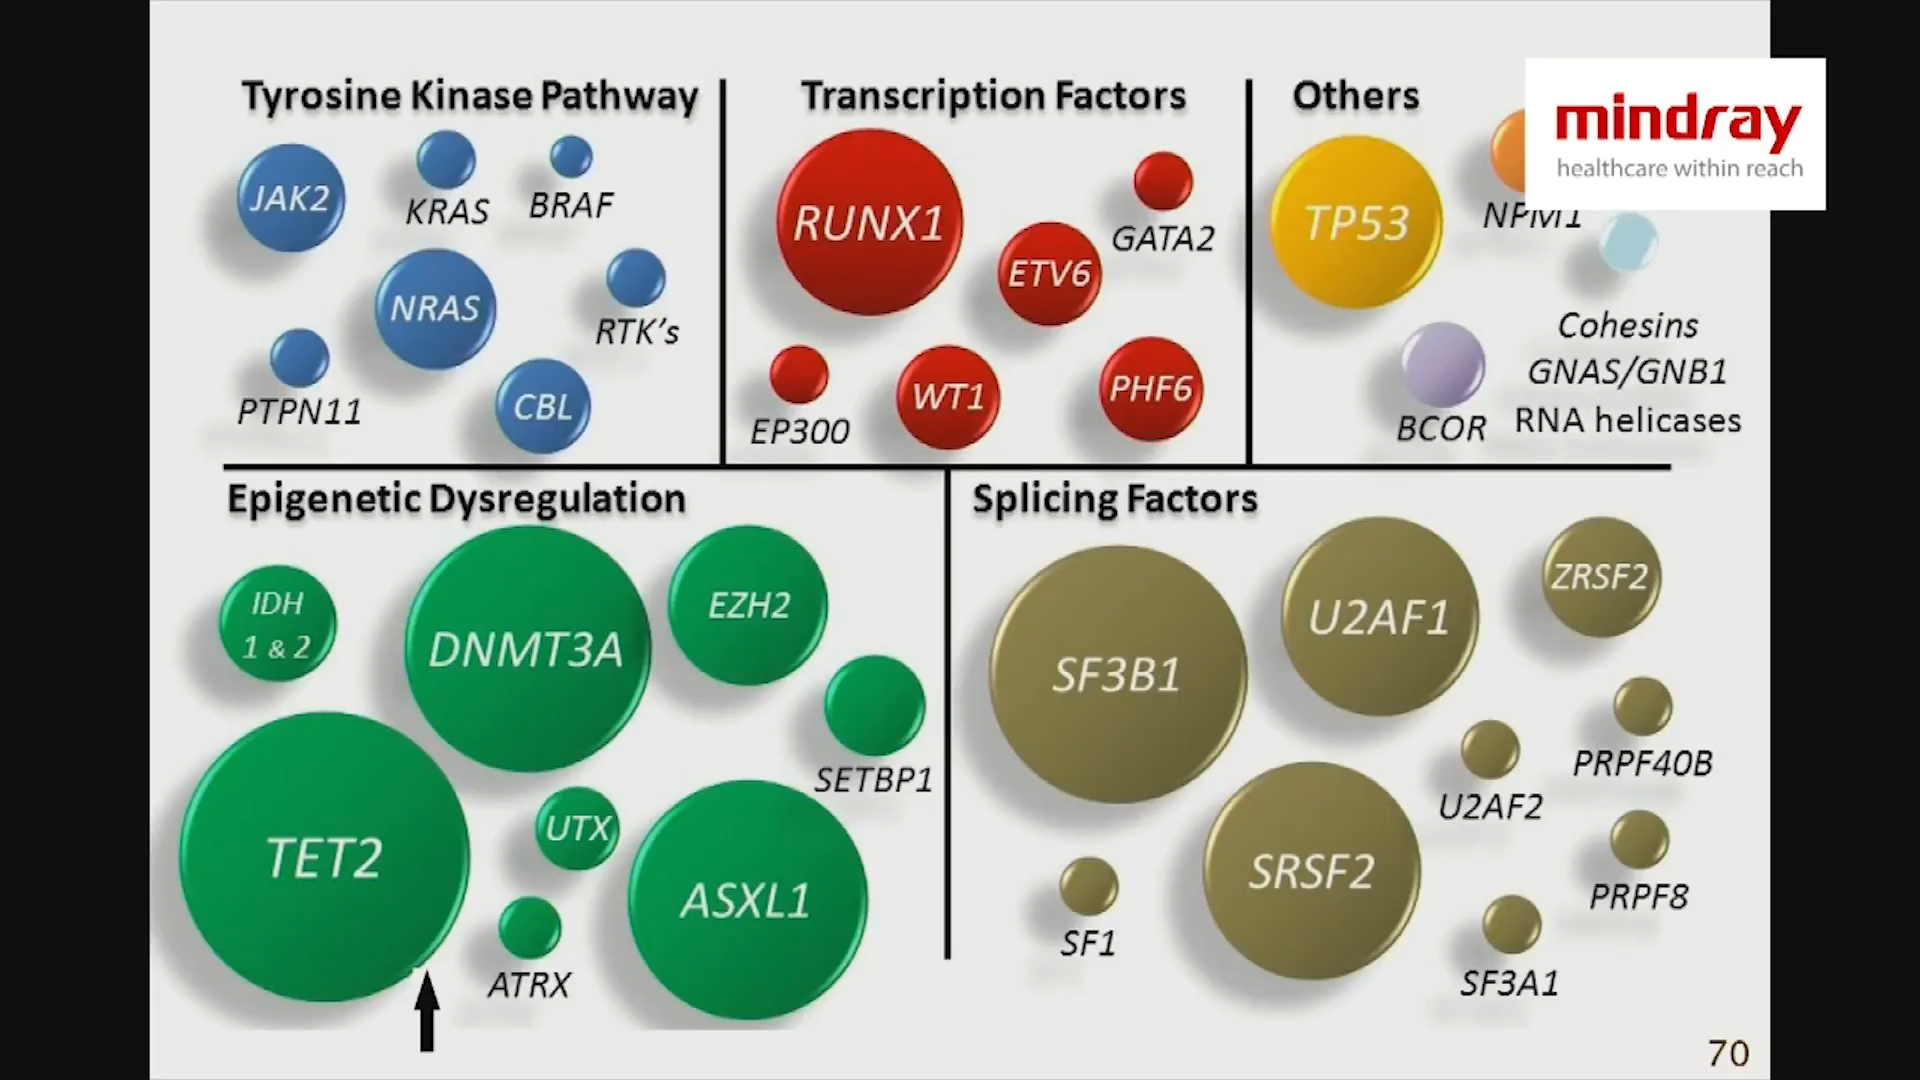 Tyrosine Kinase Pathway
JAK2
KRAS
BRAF
NRAS
RTK's
PTPN11
CBL
Transcription Factors
RUNX1
GATA2
ETV6
EP300
WT1
PHF6
Others
TP53
NPM1
BCOR
Cohesins
GNAS/GNB1
RNA helicases
mindray
healthcare within reach
Epigenetic Dysregulation
IDH
1 & 2
DNMT3A
EZH2
SETBP1
TET2
UTX
ATRX
ASXL1
Splicing Factors
SF3B1
U2AF1
ZRSF2
PRPF40B
U2AF2
SRSF2
PRPF8
SF1
SF3A1
70